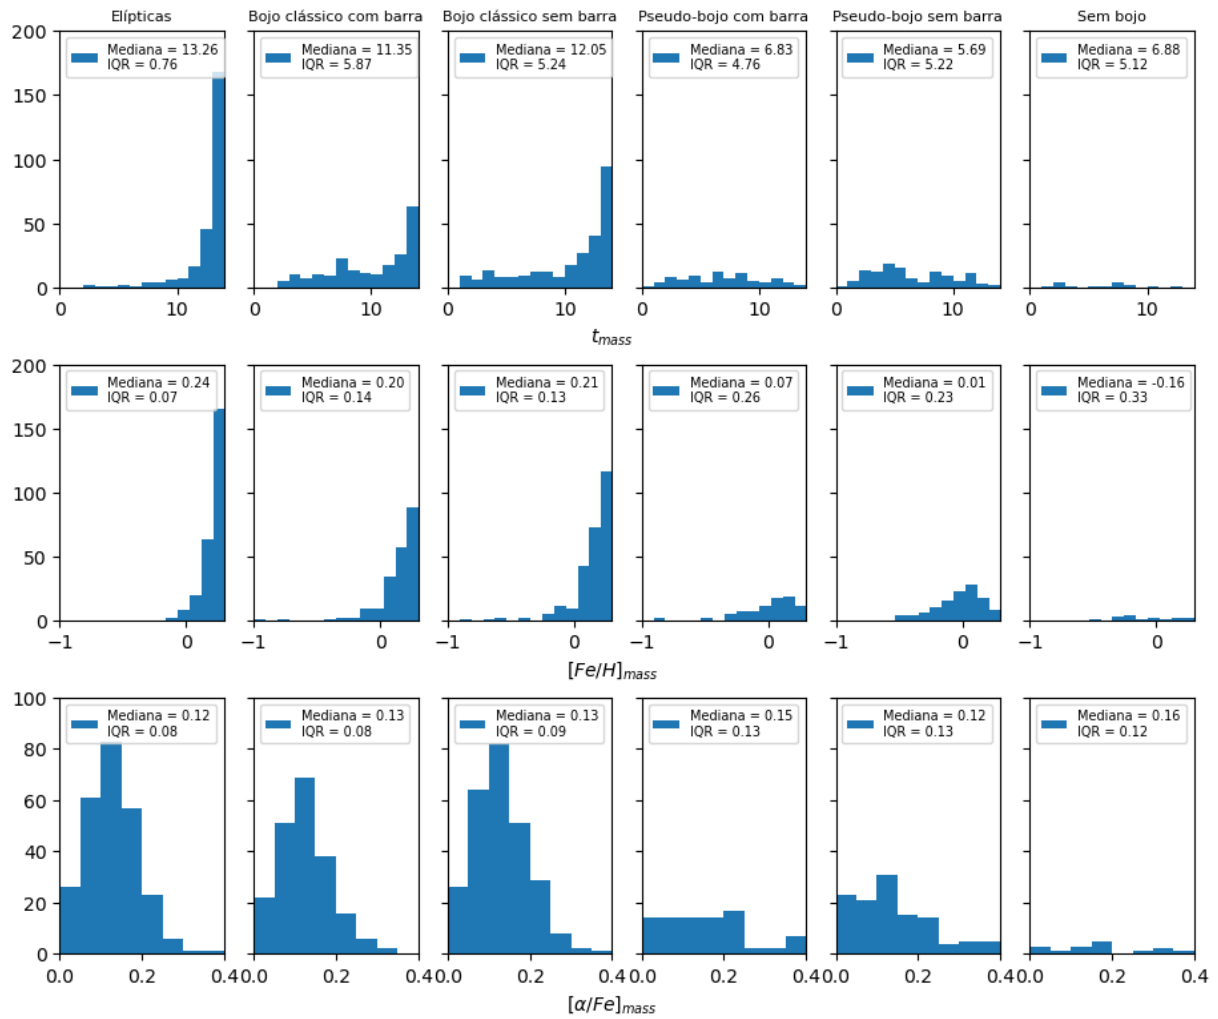 Elípticas
Bojo clássico com barra
Bojo clássico sem barra
Pseudo-bojo com barra
Pseudo-bojo sem barra
Sem bojo
200
150
100
50
0
Mediana = 13.26
IQR = 0.76
Mediana = 11.35
IQR = 5.87
Mediana = 12.05
IQR = 5.24
Mediana = 6.83
IQR = 4.76
Mediana = 5.69
IQR = 5.22
Mediana = 6.88
IQR = 5.12
0 10 0 10 0 10 0 10 0 10 0 10
t_mass
200
150
100
50
0
Mediana = 0.24
IQR = 0.07
Mediana = 0.20
IQR = 0.14
Mediana = 0.21
IQR = 0.13
Mediana = 0.07
IQR = 0.26
Mediana = 0.01
IQR = 0.23
Mediana = -0.16
IQR = 0.33
−1 0 −1 0 −1 0 −1 0 −1 0 −1 0
[Fe/H]_mass
100
80
60
40
20
0
Mediana = 0.12
IQR = 0.08
Mediana = 0.13
IQR = 0.08
Mediana = 0.13
IQR = 0.09
Mediana = 0.15
IQR = 0.13
Mediana = 0.12
IQR = 0.13
Mediana = 0.16
IQR = 0.12
0.0 0.2 0.4 0.0 0.2 0.4 0.0 0.2 0.4 0.0 0.2 0.4 0.0 0.2 0.4 0.0 0.2 0.4
[α/Fe]_mass